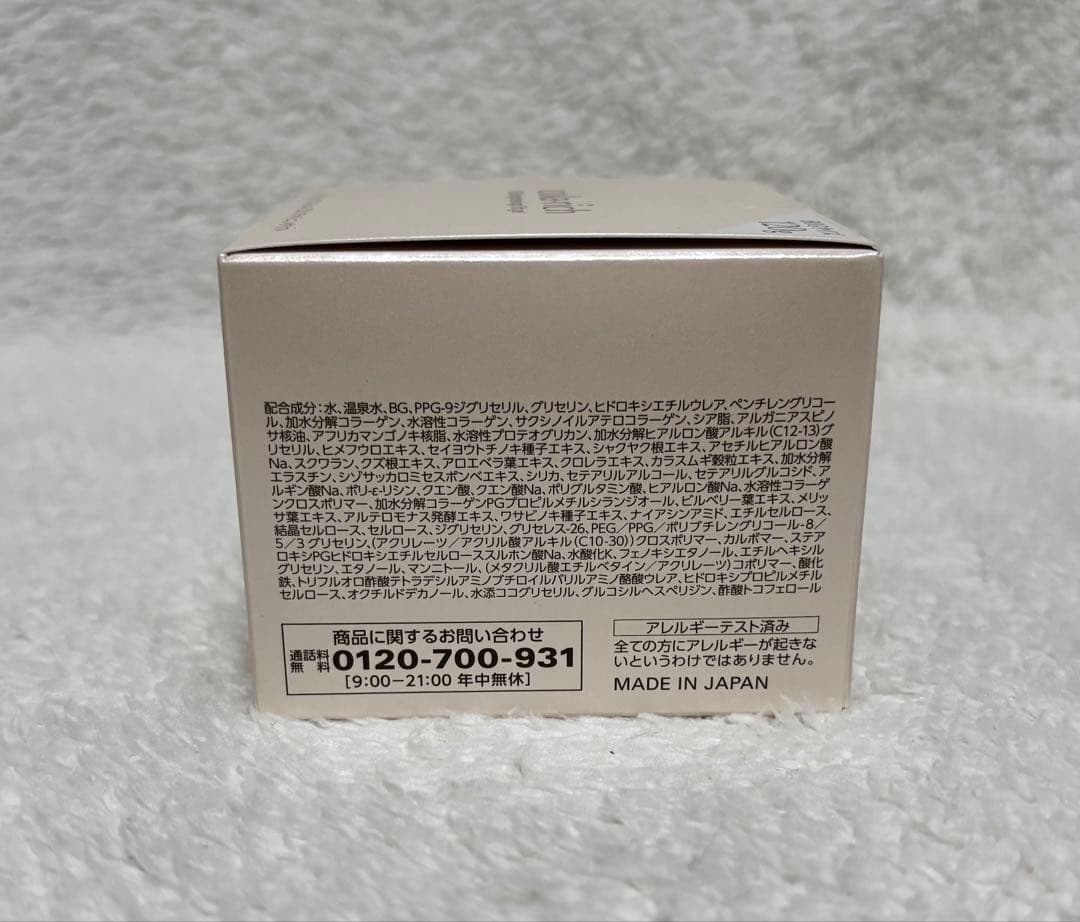 120g
配合成分：水、温泉水、BG、PPG-9ジグリセリル、グリセリン、ヒドロキシエチルウレア、ペンチレングリコー
ル、加水分解コラーゲン、水溶性コラーゲン、サクシノイルアテロコラーゲン、シア脂、アルガニアスピノ
サ核油、アフリカマンゴノキ核脂、水溶性プロテオグリカン、加水分解ヒアルロン酸アルキル(C12-13)グ
リセリル、ヒメフウロエキス、セイヨウトチノキ種子エキス、シャクヤク根エキス、アセチルヒアルロン酸
Na、スクワラン、クズ根エキス、アロエベラ葉エキス、クロレラエキス、カラスムギ穀粒エキス、加水分解
エラスチン、シゾサッカロミセスポンベエキス、シリカ、セテアリルアルコール、セテアリルグルコシド、ア
ルギン酸Na、ポリ-ε-リシン、クエン酸、クエン酸Na、ポリグルタミン酸、ヒアルロン酸Na、水溶性コラーゲ
ンクロスポリマー、加水分解コラーゲンPGプロピルメチルシランジオール、ビルベリー葉エキス、メリッ
サ葉エキス、アルテロモナス発酵エキス、ワサビノキ種子エキス、ナイアシンアミド、エチルセルロース、
結晶セルロース、セルロース、ジグリセリン、グリセレス-26、PEG／PPG／ポリブチレングリコール-8／
5／3 グリセリン、(アクリレーツ／アクリル酸アルキル(C10-30))クロスポリマー、カルボマー、ステア
ロキシPGヒドロキシエチルセルローススルホン酸Na、水酸化K、フェノキシエタノール、エチルヘキシル
グリセリン、エタノール、マンニトール、(メタクリル酸エチルベタイン／アクリレーツ)コポリマー、酸化
鉄、トリフルオロ酢酸テトラデシルアミノブチロイルバリルアミノ酪酸ウレア、ヒドロキシプロピルメチル
セルロース、オクチルドデカノール、水添ココグリセリル、グルコシルヘスペリジン、酢酸トコフェロール
商品に関するお問い合わせ
通話料無料 0120-700-931
[9:00－21:00 年中無休]
アレルギーテスト済み
全ての方にアレルギーが起きな
いというわけではありません。
MADE IN JAPAN